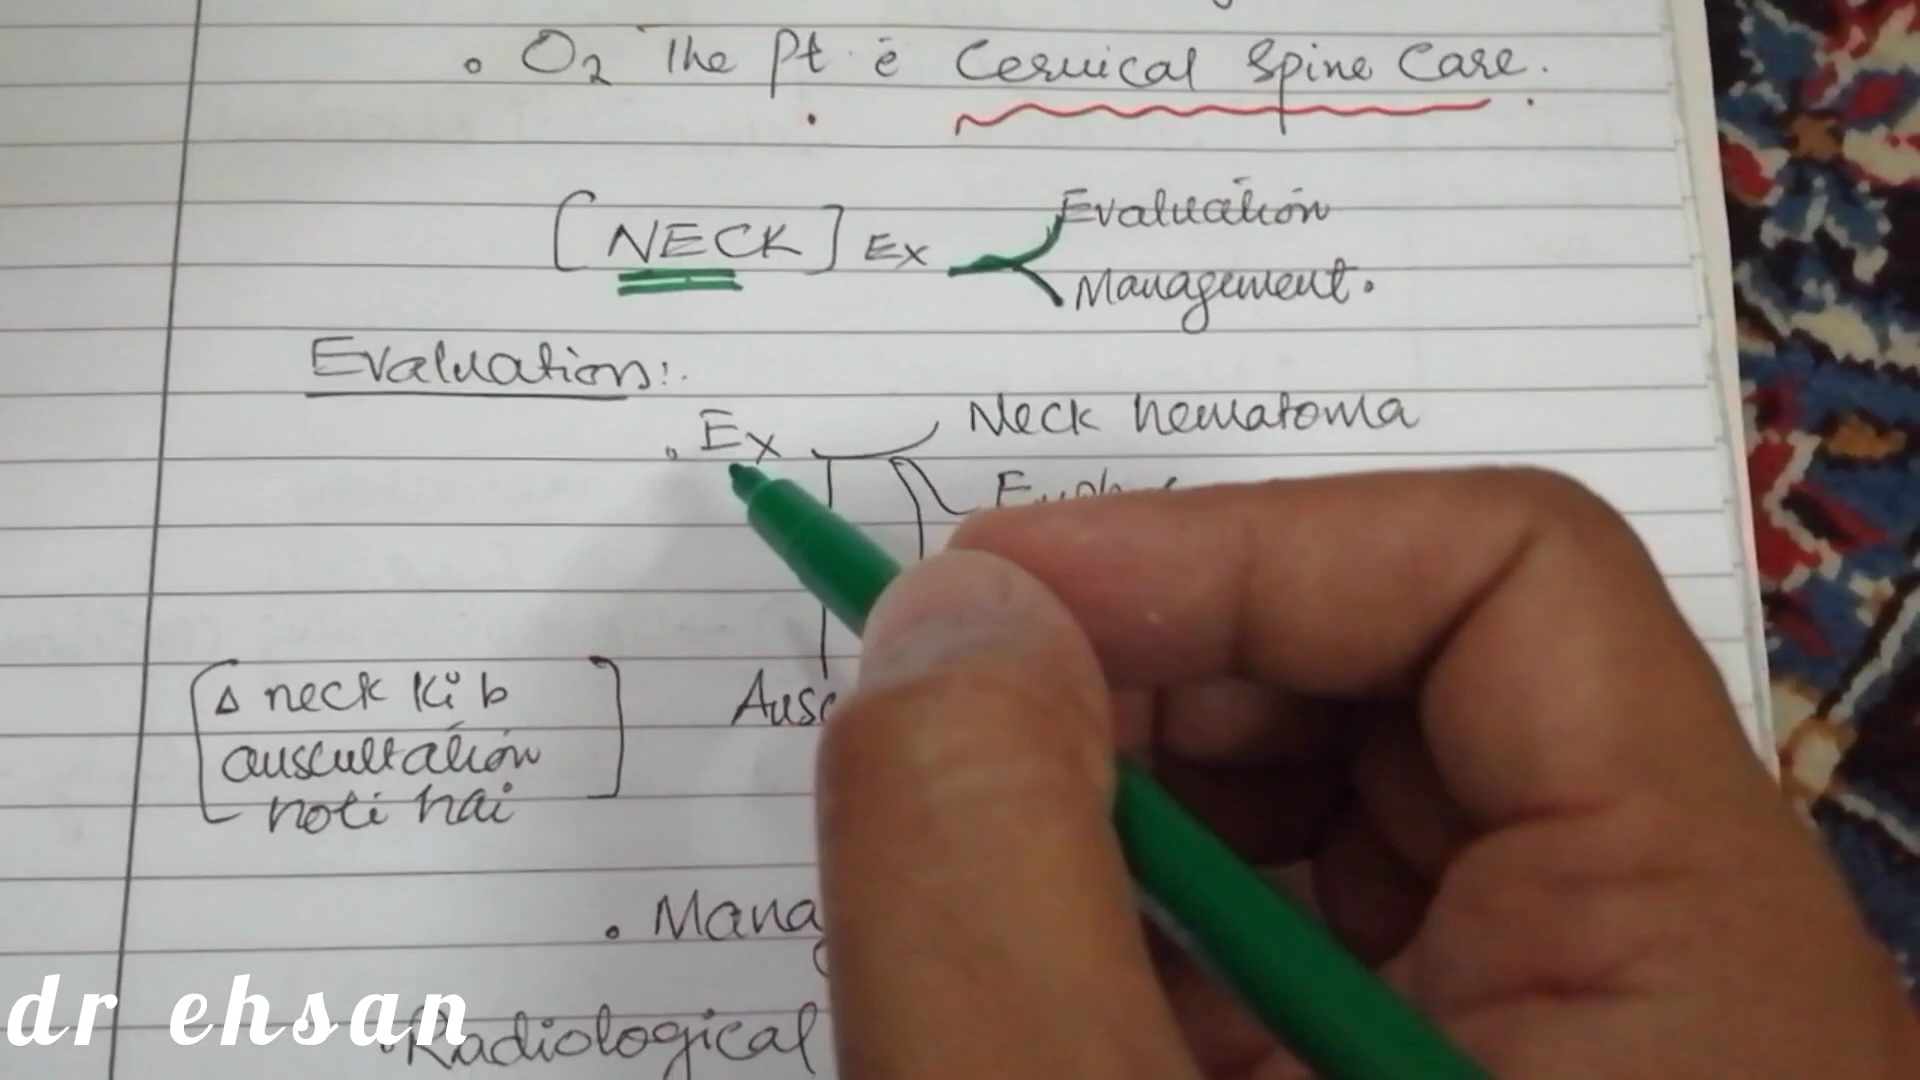 • O2 The Pt c̄ Cervical Spine Care.
[NECK] Ex
Evaluation
Management.
Evaluation:.
• Ex
Neck hematoma
Δ neck ki b
auscultation
hoti hai
Radiological
dr ehsan